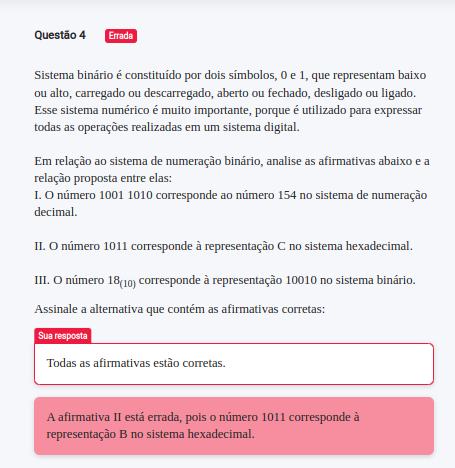 Questão 4 Errada
Sistema binário é constituído por dois símbolos, 0 e 1, que representam baixo
ou alto, carregado ou descarregado, aberto ou fechado, desligado ou ligado.
Esse sistema numérico é muito importante, porque é utilizado para expressar
todas as operações realizadas em um sistema digital.
Em relação ao sistema de numeração binário, analise as afirmativas abaixo e a
relação proposta entre elas:
I. O número 1001 1010 corresponde ao número 154 no sistema de numeração
decimal.
II. O número 1011 corresponde à representação C no sistema hexadecimal.
III. O número 18(10) corresponde à representação 10010 no sistema binário.
Assinale a alternativa que contém as afirmativas corretas:
Sua resposta
Todas as afirmativas estão corretas.
A afirmativa II está errada, pois o número 1011 corresponde à
representação B no sistema hexadecimal.